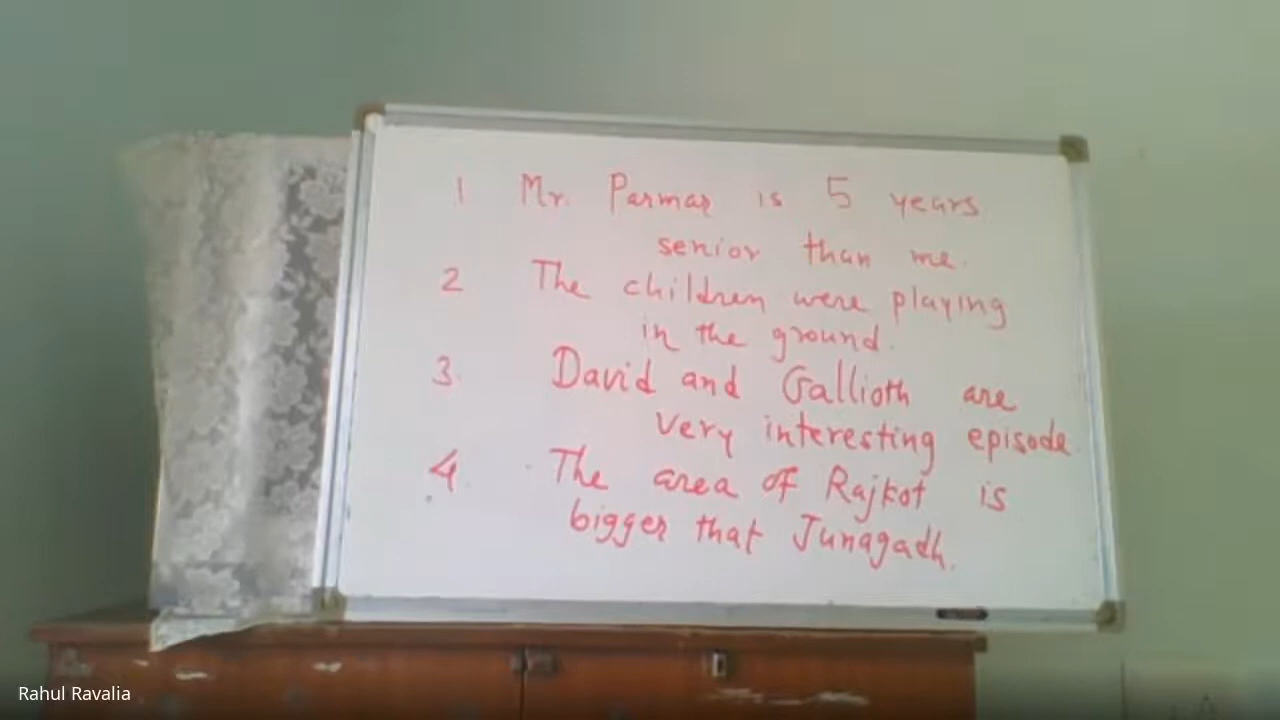 1 Mr. Parmar is 5 years
senior than me.
2 The children were playing
in the ground.
3. David and Gallioth are
very interesting episode.
4. The area of Rajkot is
bigger that Junagadh.
Rahul Ravalia